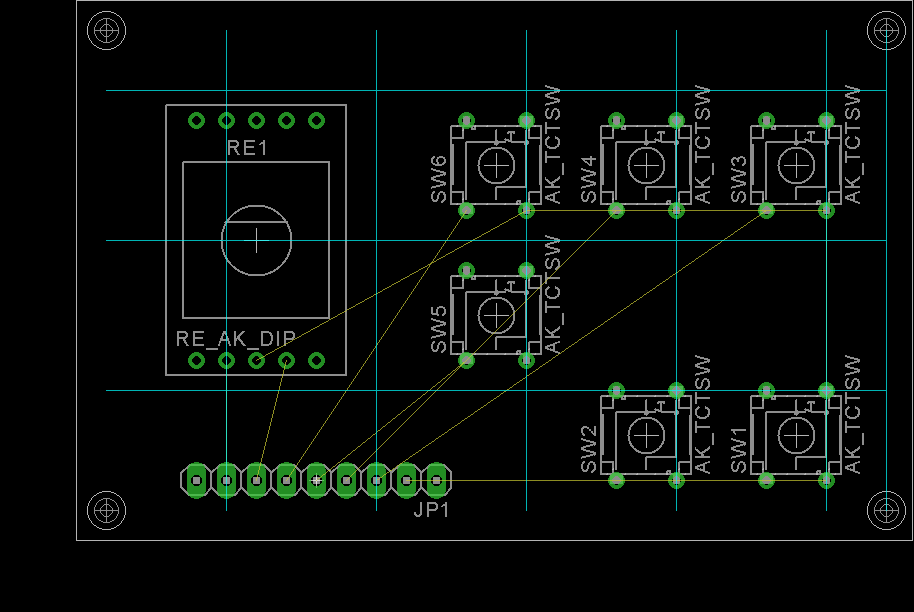 RE1
RE_AK_DIP
SW6
AK_TCTSW
SW4
AK_TCTSW
SW3
AK_TCTSW
SW5
AK_TCTSW
SW2
AK_TCTSW
SW1
AK_TCTSW
JP1